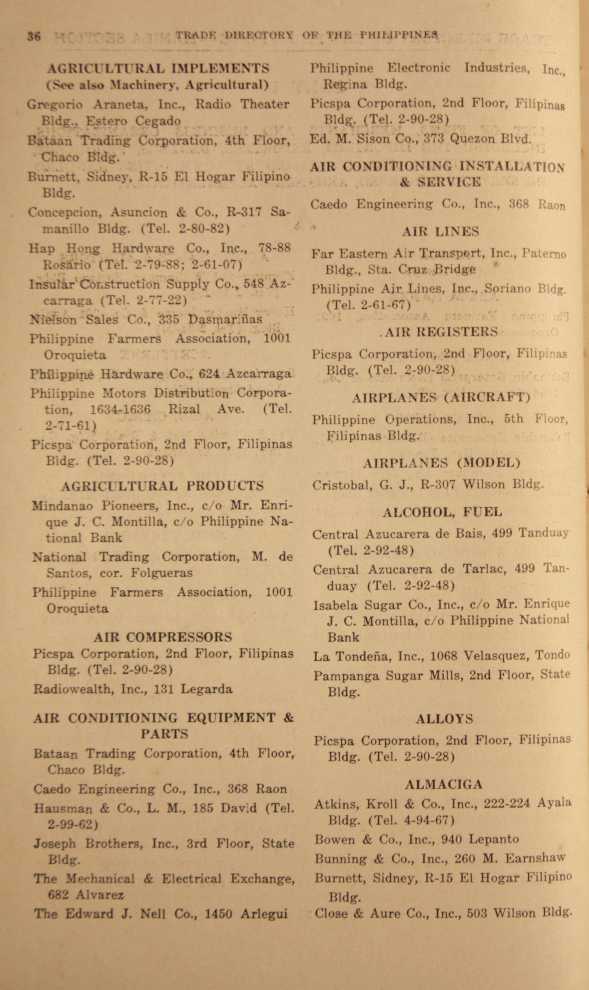 36
TRADE DIRECTORY OF THE PHILIPPINES
AGRICULTURAL IMPLEMENTS
(See also Machinery, Agricultural)
Gregorio Araneta, Inc., Radio Theater
Bldg., Estero Cegado
Bataan Trading Corporation, 4th Floor,
Chaco Bldg.
Burnett, Sidney, R-15 El Hogar Filipino
Bldg.
Concepcion, Asuncion & Co., R-317 Sa-
manillo Bldg. (Tel. 2-80-82)
Hap Hong Hardware Co., Inc., 78-88
Rosario (Tel. 2-79-88; 2-61-07)
Insular Construction Supply Co., 548 Az-
carraga (Tel. 2-77-22)
Nielson Sales Co., 335 Dasmariñas
Philippine Farmers Association, 1001
Oroquieta
Philippine Hardware Co., 624 Azcarraga
Philippine Motors Distribution Corpora-
tion, 1634-1636 Rizal Ave. (Tel.
2-71-61)
Picspa Corporation, 2nd Floor, Filipinas
Bldg. (Tel. 2-90-28)
AGRICULTURAL PRODUCTS
Mindanao Pioneers, Inc., c/o Mr. Enri-
que J. C. Montilla, c/o Philippine Na-
tional Bank
National Trading Corporation, M. de
Santos, cor. Folgueras
Philippine Farmers Association, 1001
Oroquieta
AIR COMPRESSORS
Picspa Corporation, 2nd Floor, Filipinas
Bldg. (Tel. 2-90-28)
Radiowealth, Inc., 131 Legarda
AIR CONDITIONING EQUIPMENT &
PARTS
Bataan Trading Corporation, 4th Floor,
Chaco Bldg.
Caedo Engineering Co., Inc., 368 Raon
Hausman & Co., L. M., 185 David (Tel.
2-99-62)
Joseph Brothers, Inc., 3rd Floor, State
Bldg.
The Mechanical & Electrical Exchange,
682 Alvarez
The Edward J. Nell Co., 1450 Arlegui
Philippine Electronic Industries, Inc.,
Regina Bldg.
Picspa Corporation, 2nd Floor, Filipinas
Bldg. (Tel. 2-90-28)
Ed. M. Sison Co., 373 Quezon Blvd.
AIR CONDITIONING INSTALLATION
& SERVICE
Caedo Engineering Co., Inc., 368 Raon
AIR LINES
Far Eastern Air Transport, Inc., Paterno
Bldg., Sta. Cruz Bridge
Philippine Air Lines, Inc., Soriano Bldg.
(Tel. 2-61-67)
AIR REGISTERS
Picspa Corporation, 2nd Floor, Filipinas
Bldg. (Tel. 2-90-28)
AIRPLANES (AIRCRAFT)
Philippine Operations, Inc., 5th Floor,
Filipinas Bldg.
AIRPLANES (MODEL)
Cristobal, G. J., R-307 Wilson Bldg.
ALCOHOL, FUEL
Central Azucarera de Bais, 499 Tanduay
(Tel. 2-92-48)
Central Azucarera de Tarlac, 499 Tan-
duay (Tel. 2-92-48)
Isabela Sugar Co., Inc., c/o Mr. Enrique
J. C. Montilla, c/o Philippine National
Bank
La Tondeña, Inc., 1068 Velasquez, Tondo
Pampanga Sugar Mills, 2nd Floor, State
Bldg.
ALLOYS
Picspa Corporation, 2nd Floor, Filipinas
Bldg. (Tel. 2-90-28)
ALMACIGA
Atkins, Kroll & Co., Inc., 222-224 Ayala
Bldg. (Tel. 4-94-67)
Bowen & Co., Inc., 940 Lepanto
Bunning & Co., Inc., 260 M. Earnshaw
Burnett, Sidney, R-15 El Hogar Filipino
Bldg.
Close & Aure Co., Inc., 503 Wilson Bldg.